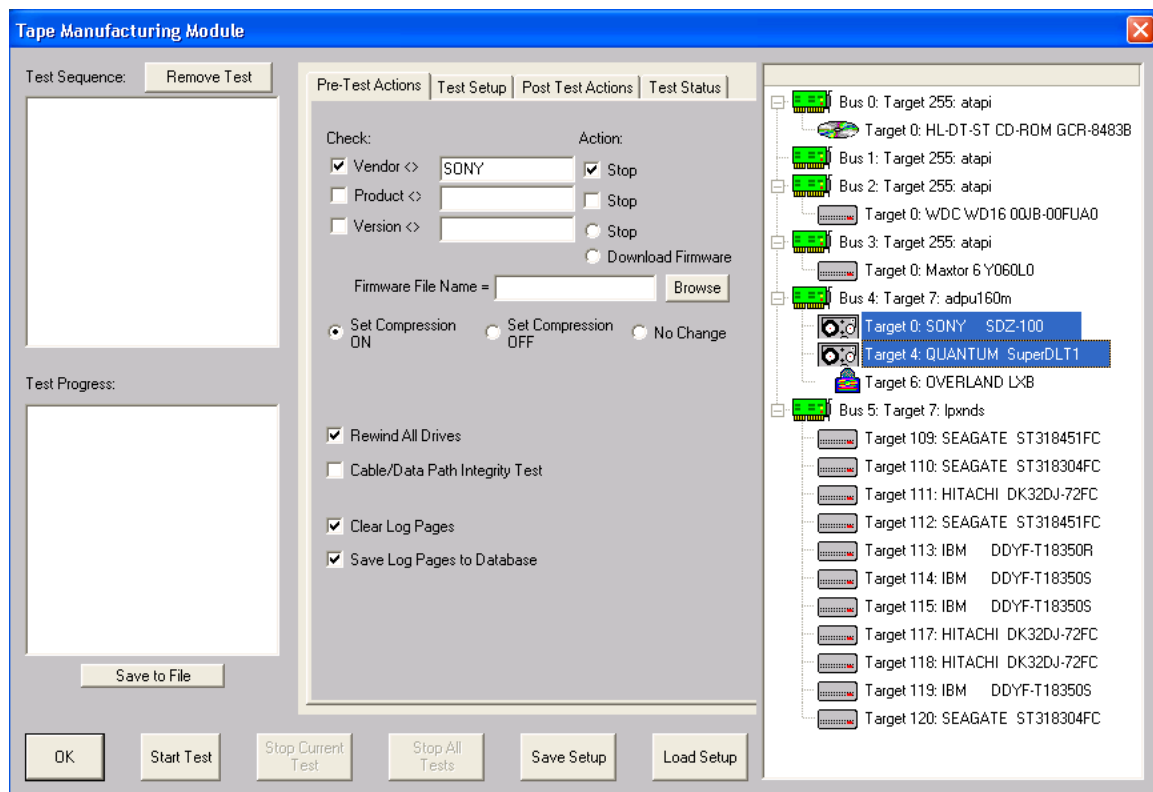 Tape Manufacturing Module
Test Sequence:
Remove Test
Test Progress:
Save to File
Pre-Test Actions
Test Setup
Post Test Actions
Test Status
Check:
Action:
Vendor <>
SONY
Stop
Product <>
Stop
Version <>
Stop
Download Firmware
Firmware File Name =
Browse
Set Compression
ON
Set Compression
OFF
No Change
Rewind All Drives
Cable/Data Path Integrity Test
Clear Log Pages
Save Log Pages to Database
Bus 0: Target 255: atapi
Target 0: HL-DT-ST CD-ROM GCR-8483B
Bus 1: Target 255: atapi
Bus 2: Target 255: atapi
Target 0: WDC WD16 00JB-00FUA0
Bus 3: Target 255: atapi
Target 0: Maxtor 6 Y060L0
Bus 4: Target 7: adpu160m
Target 0: SONY SDZ-100
Target 4: QUANTUM SuperDLT1
Target 6: OVERLAND LXB
Bus 5: Target 7: lpxnds
Target 109: SEAGATE ST318451FC
Target 110: SEAGATE ST318304FC
Target 111: HITACHI DK32DJ-72FC
Target 112: SEAGATE ST318451FC
Target 113: IBM DDYF-T18350R
Target 114: IBM DDYF-T18350S
Target 115: IBM DDYF-T18350S
Target 117: HITACHI DK32DJ-72FC
Target 118: HITACHI DK32DJ-72FC
Target 119: IBM DDYF-T18350S
Target 120: SEAGATE ST318304FC
OK
Start Test
Stop Current
Test
Stop All
Tests
Save Setup
Load Setup